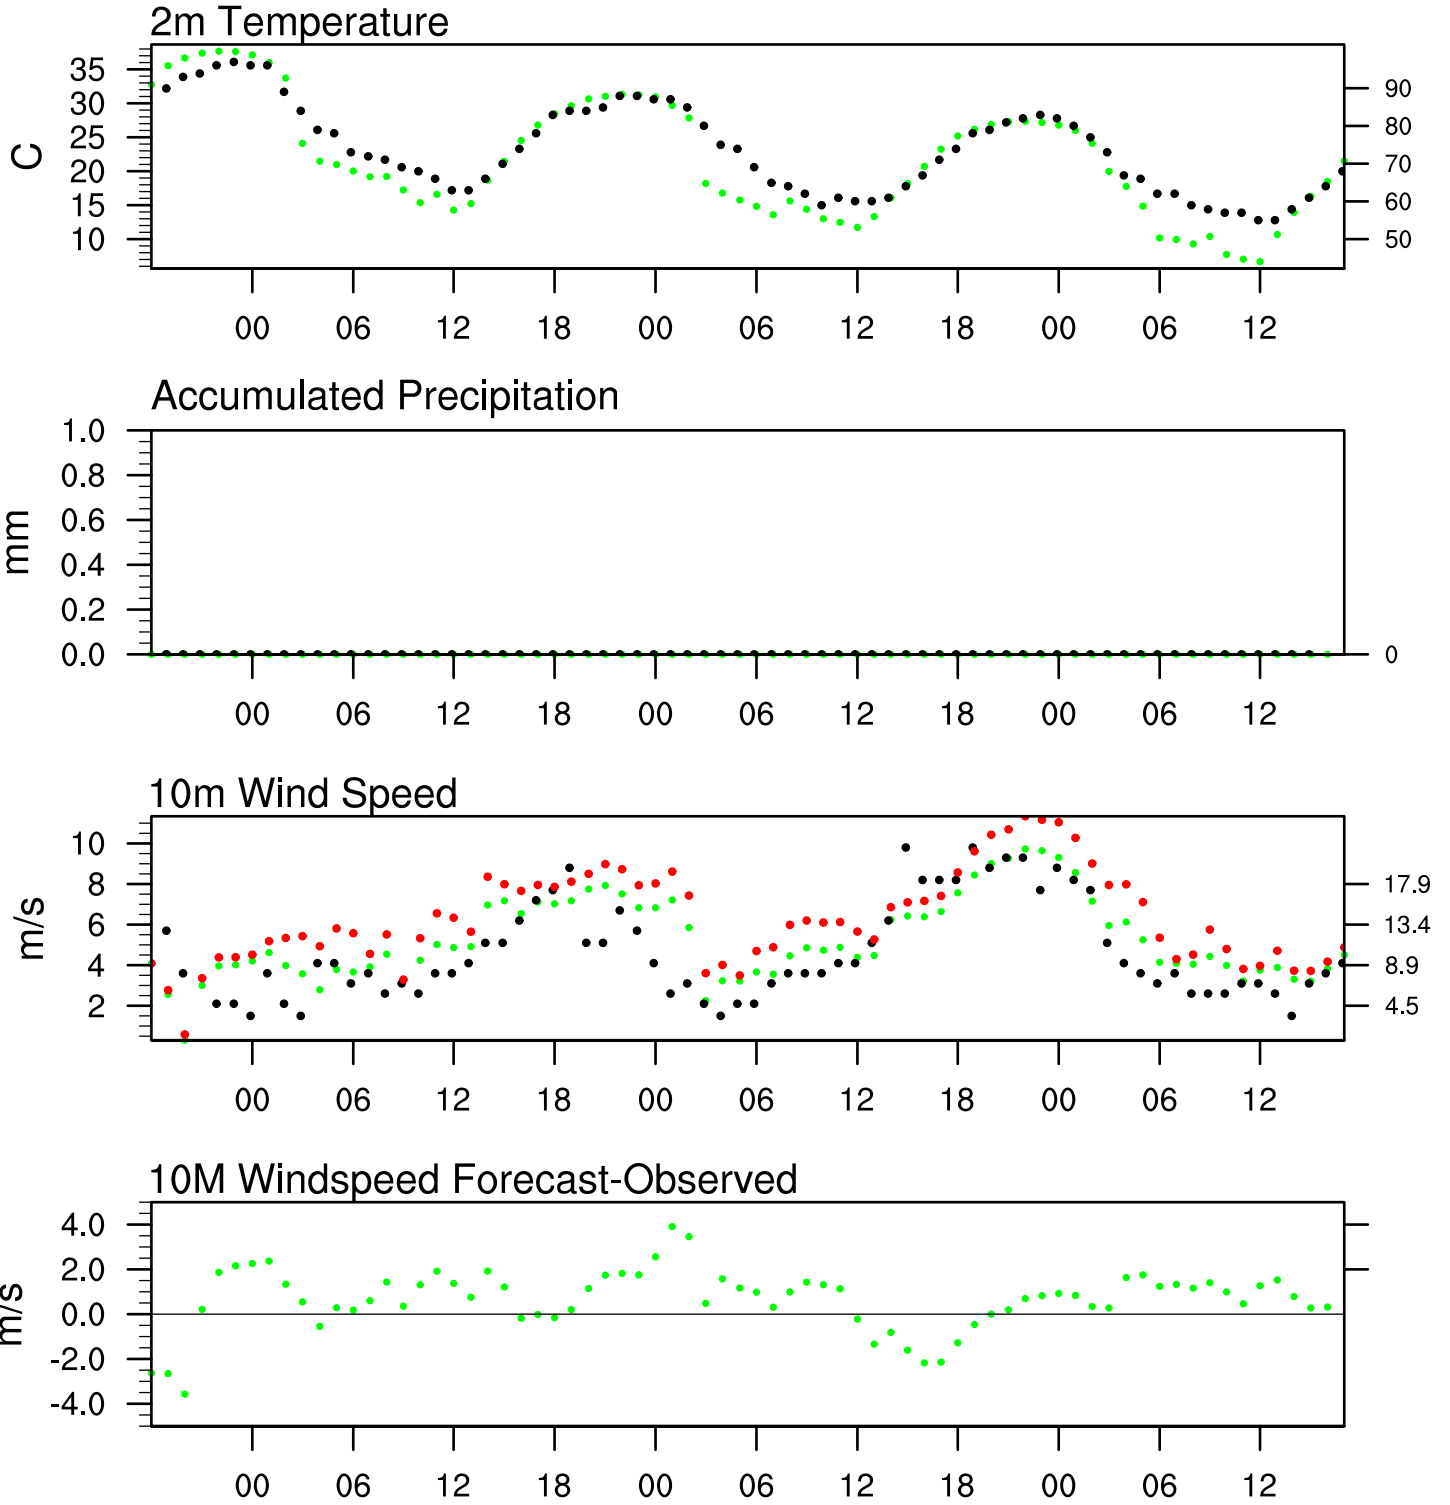 2m Temperature
35
30
25
20
15
10
C
90
80
70
60
50
00 06 12 18 00 06 12 18 00 06 12
Accumulated Precipitation
1.0
0.8
0.6
0.4
0.2
0.0
mm
0
00 06 12 18 00 06 12 18 00 06 12
10m Wind Speed
10
8
6
4
2
m/s
17.9
13.4
8.9
4.5
00 06 12 18 00 06 12 18 00 06 12
10M Windspeed Forecast-Observed
4.0
2.0
0.0
-2.0
-4.0
m/s
00 06 12 18 00 06 12 18 00 06 12